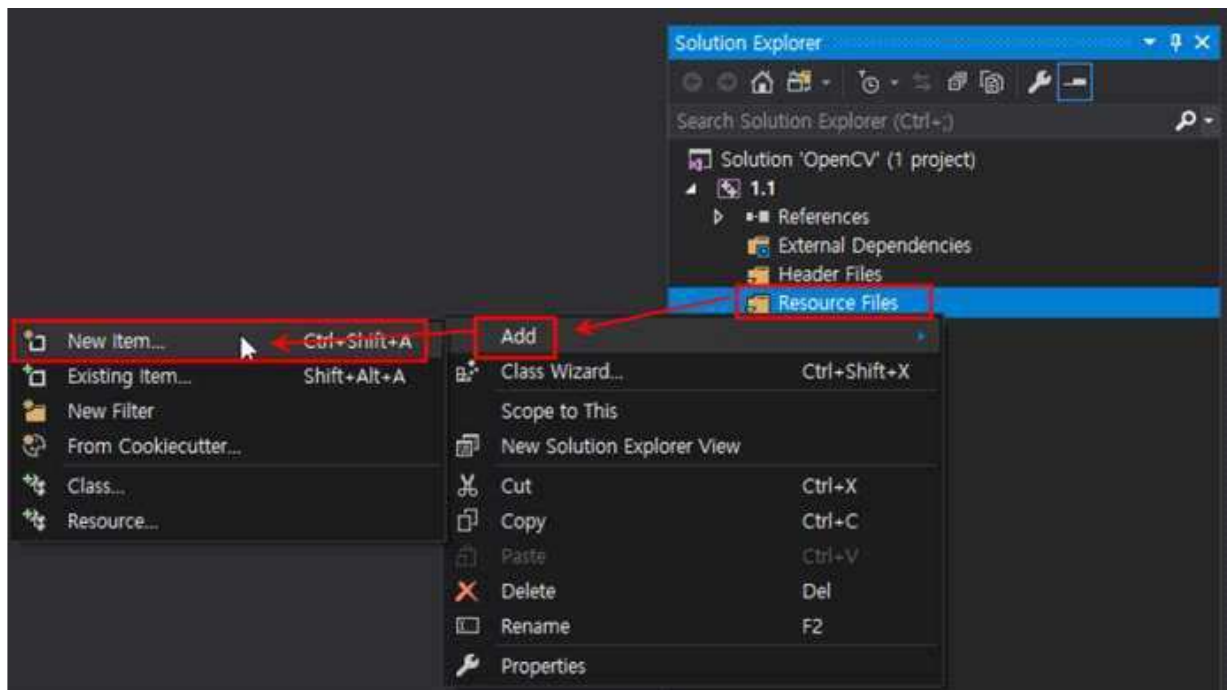 Solution Explorer
Search Solution Explorer (Ctrl+;)
Solution 'OpenCV' (1 project)
1.1
References
External Dependencies
Header Files
Resource Files
Add
Class Wizard... Ctrl+Shift+X
Scope to This
New Solution Explorer View
Cut Ctrl+X
Copy Ctrl+C
Paste Ctrl+V
Delete Del
Rename F2
Properties
New Item... Ctrl+Shift+A
Existing Item... Shift+Alt+A
New Filter
From Cookiecutter...
Class...
Resource...